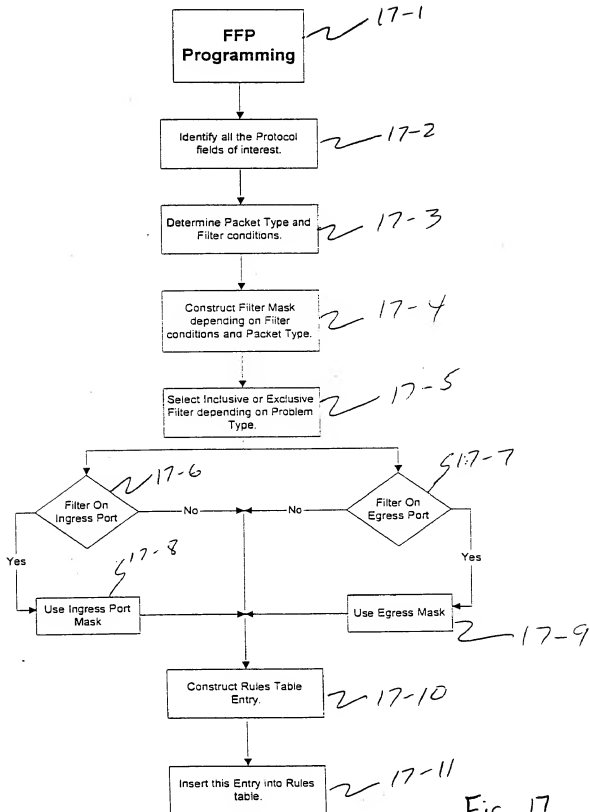 FFP
Programming
17-1
Identify all the Protocol
fields of interest.
17-2
Determine Packet Type and
Filter conditions.
17-3
Construct Filter Mask
depending on Filter
conditions and Packet Type.
17-4
Select Inclusive or Exclusive
Filter depending on Problem
Type.
17-5
17-6
17-7
Filter On
Ingress Port
No
No
Filter On
Egress Port
Yes
Yes
17-8
Use Ingress Port
Mask
Use Egress Mask
17-9
Construct Rules Table
Entry.
17-10
Insert this Entry into Rules
table.
17-11
Fig. 17